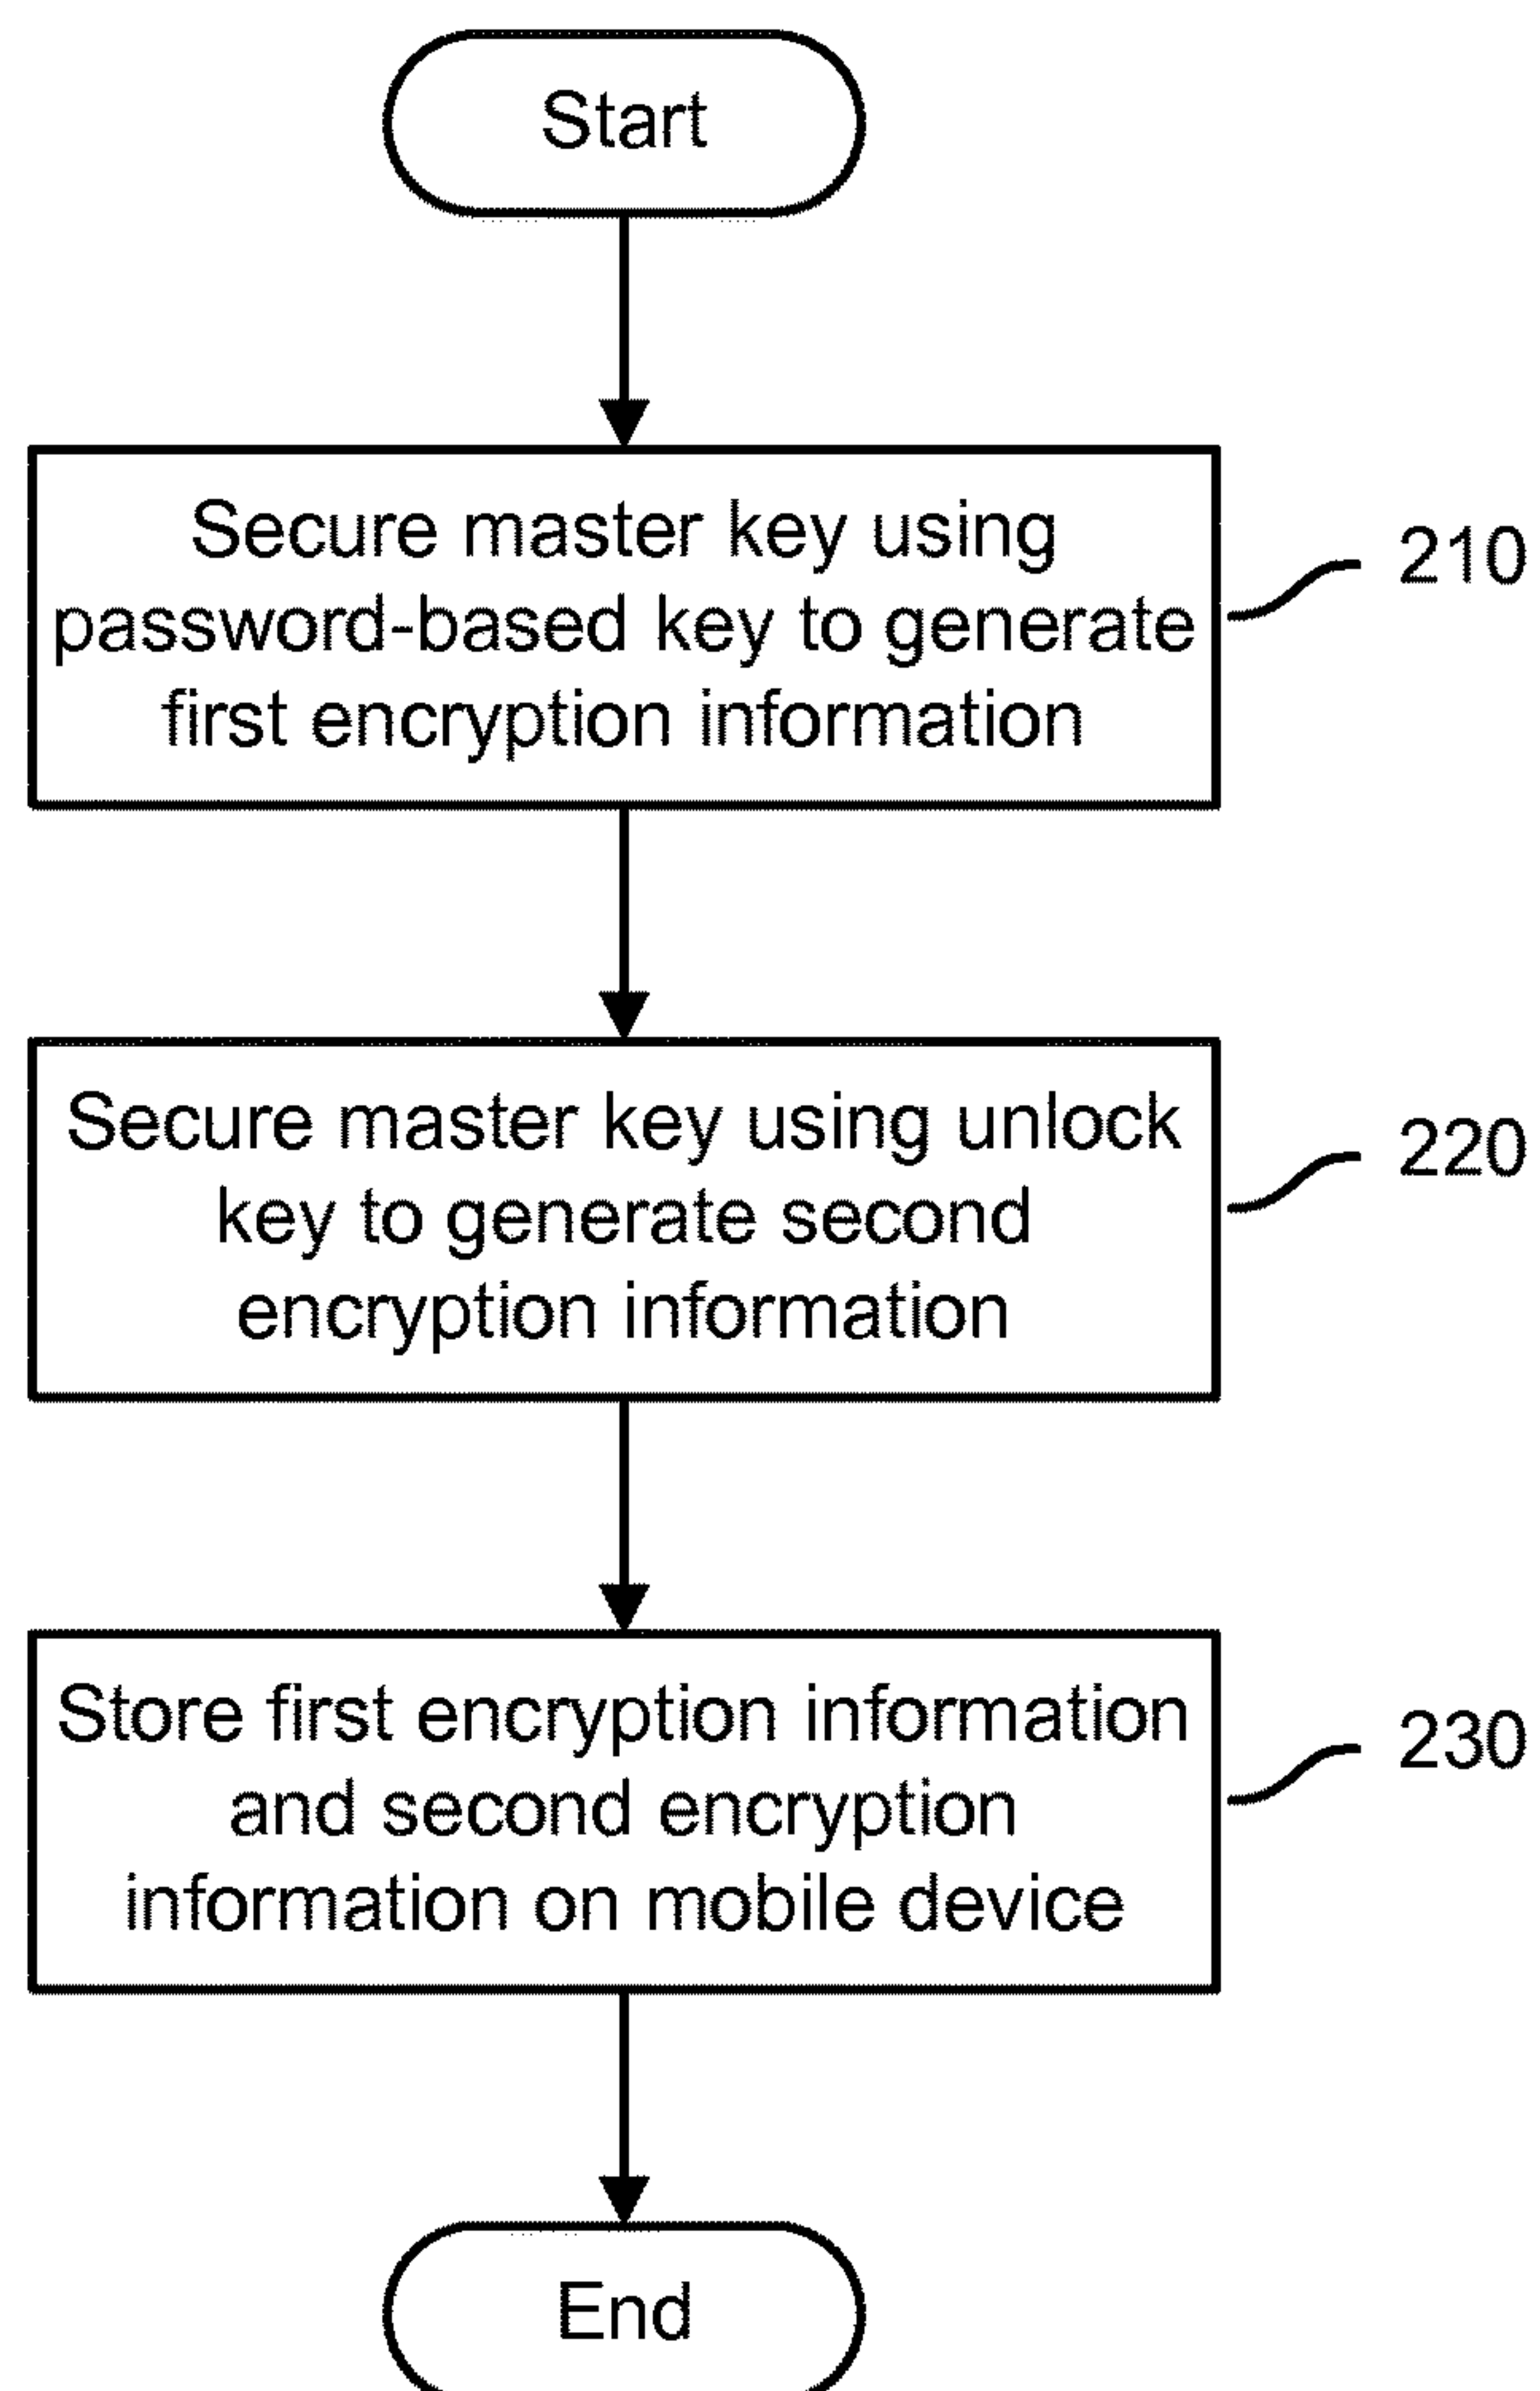 Start
Secure master key using
password-based key to generate
first encryption information
210
Secure master key using unlock
key to generate second
encryption information
220
Store first encryption information
and second encryption
information on mobile device
230
End